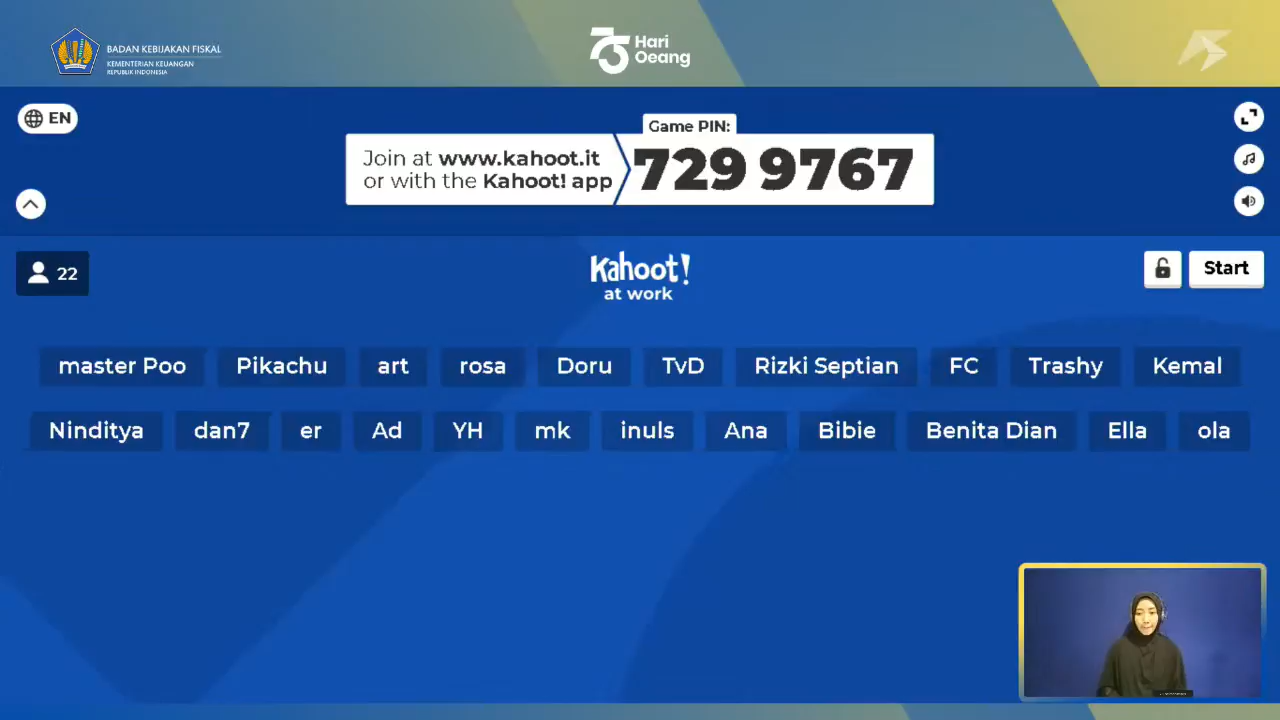 BADAN KEBIJAKAN FISKAL
KEMENTERIAN KEUANGAN
REPUBLIK INDONESIA
75 Hari
Oeang
EN
Game PIN:
Join at www.kahoot.it
or with the Kahoot! app
729 9767
22
Kahoot!
at work
Start
master Poo Pikachu art rosa Doru TvD Rizki Septian FC Trashy Kemal
Ninditya dan7 er Ad YH mk inuls Ana Bibie Benita Dian Ella ola